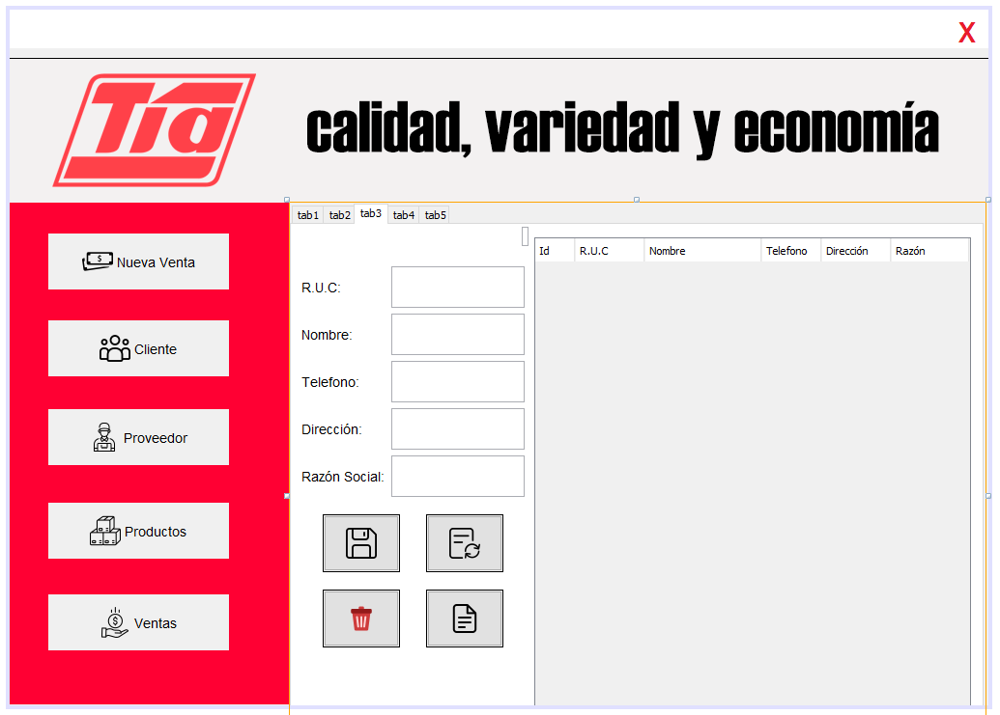 X
Tía
calidad, variedad y economía
tab1 tab2 tab3 tab4 tab5
Nueva Venta
Cliente
Proveedor
Productos
Ventas
R.U.C:
Nombre:
Telefono:
Dirección:
Razón Social:
Id R.U.C Nombre Telefono Dirección Razón